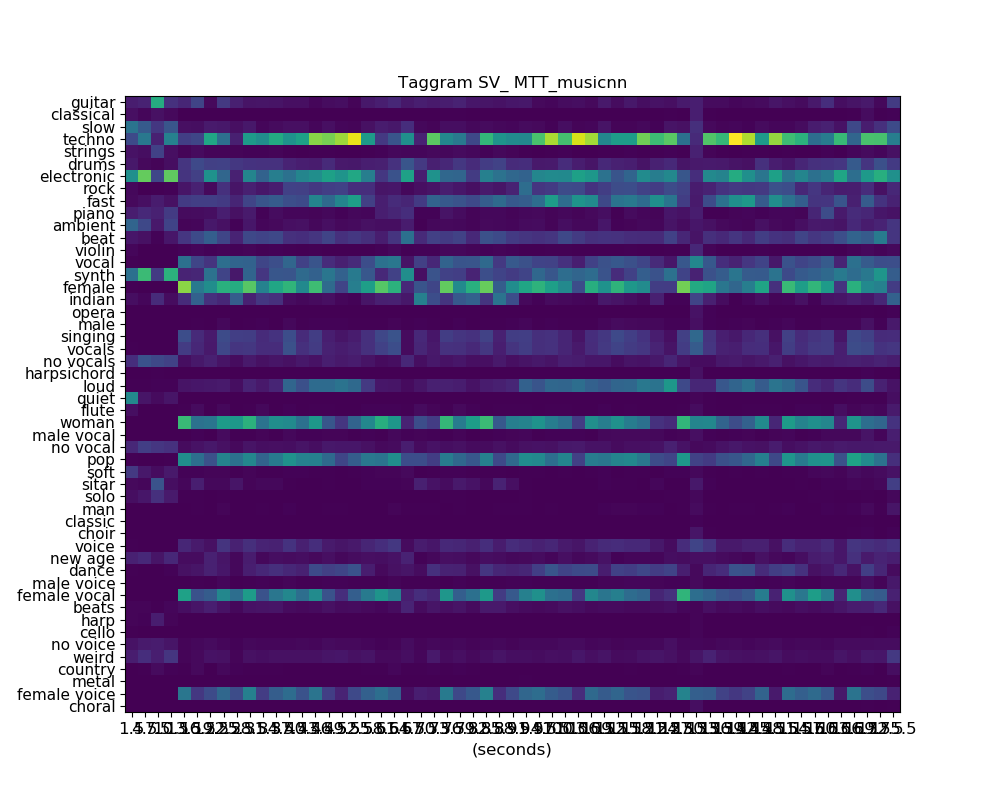 Taggram SV_ MTT_musicnn
guitar
classical
slow
techno
strings
drums
electronic
rock
fast
piano
ambient
beat
violin
vocal
synth
female
indian
opera
male
singing
vocals
no vocals
harpsichord
loud
quiet
flute
woman
male vocal
no vocal
pop
soft
sitar
solo
man
classic
choir
voice
new age
dance
male voice
female vocal
beats
harp
cello
no voice
weird
country
metal
female voice
choral
(seconds)